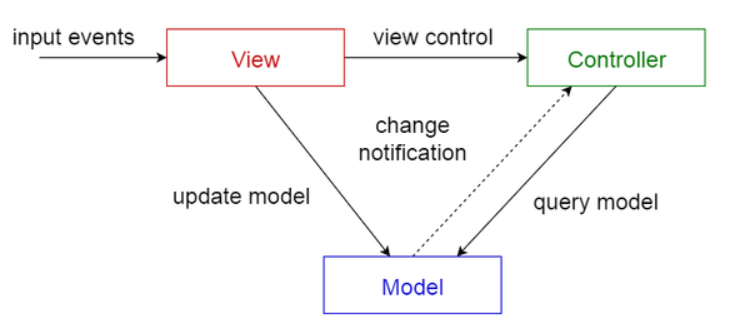 input events
View
view control
Controller
change
notification
update model
query model
Model